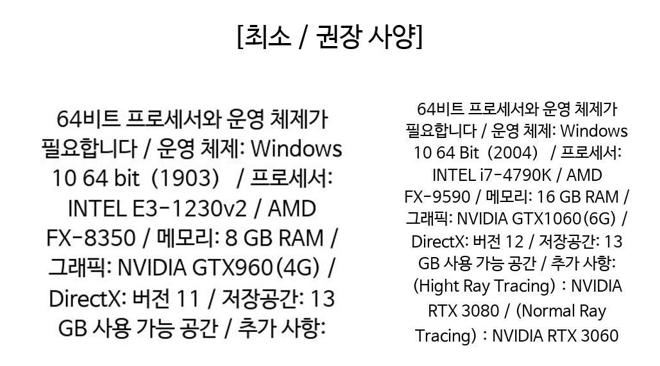 [최소 / 권장 사양]
64비트 프로세서와 운영 체제가
필요합니다 / 운영 체제: Windows
10 64 bit (1903) / 프로세서:
INTEL E3-1230v2 / AMD
FX-8350 / 메모리: 8 GB RAM /
그래픽: NVIDIA GTX960(4G) /
DirectX: 버전 11 / 저장공간: 13
GB 사용 가능 공간 / 추가 사항:
64비트 프로세서와 운영 체제가
필요합니다 / 운영 체제: Windows
10 64 Bit (2004) / 프로세서:
INTEL i7-4790K / AMD
FX-9590 / 메모리: 16 GB RAM /
그래픽: NVIDIA GTX1060(6G) /
DirectX: 버전 12 / 저장공간: 13
GB 사용 가능 공간 / 추가 사항:
(Hight Ray Tracing) : NVIDIA
RTX 3080 / (Normal Ray
Tracing) : NVIDIA RTX 3060